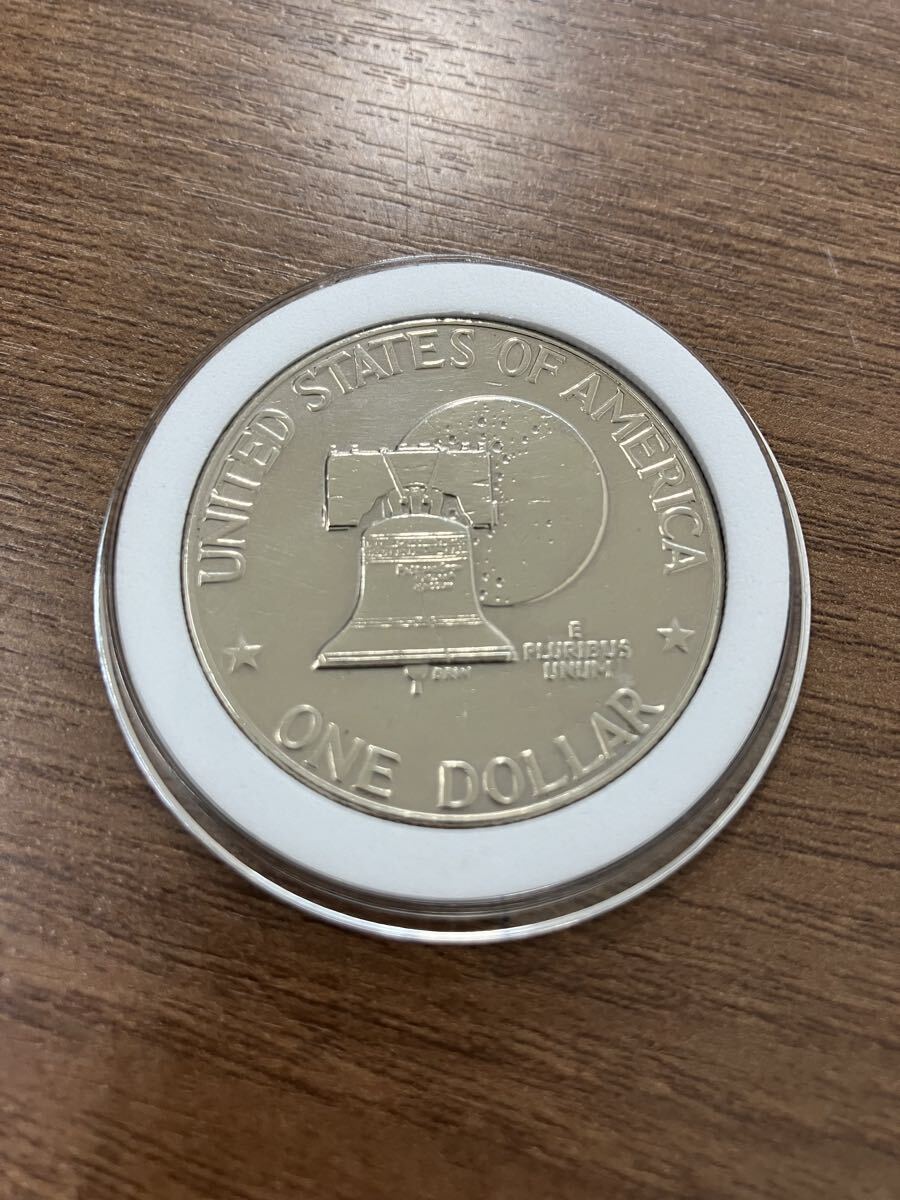 UNITED STATES OF AMERICA
E
PLURIBUS
UNUM
ONE DOLLAR